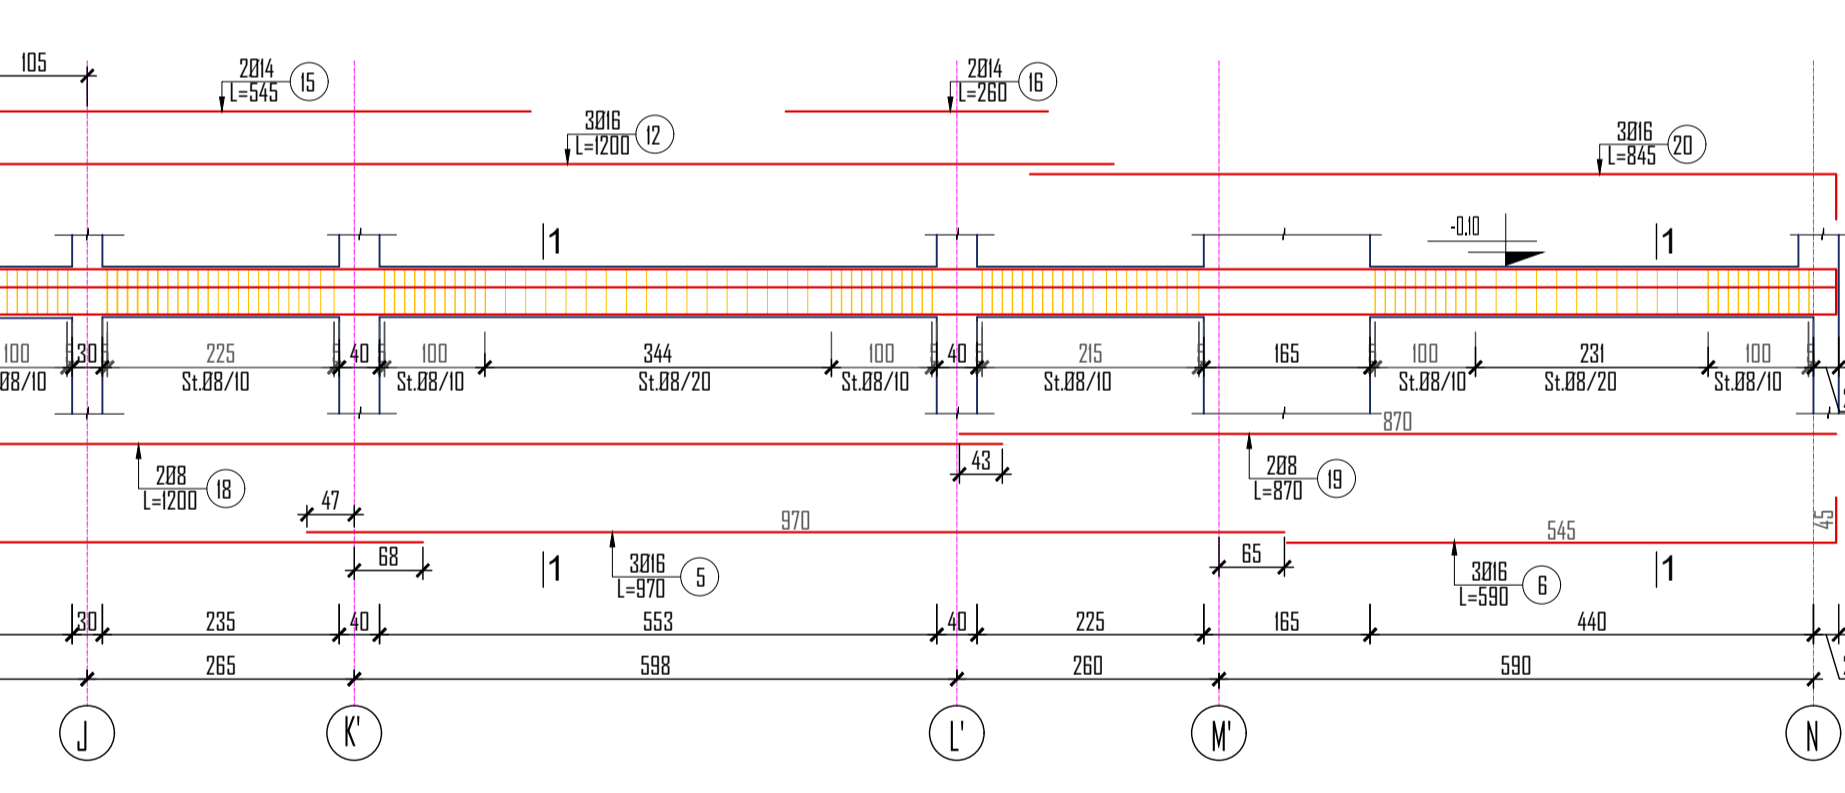 105
2Ø14
L=545
15
2Ø14
L=260
16
3Ø16
L=1200
12
3Ø16
L=845
20
1
-0.10
1
100
30
225
40
100
344
100
40
215
165
100
231
100
Ø8/10
St.Ø8/10
St.Ø8/10
St.Ø8/20
St.Ø8/10
St.Ø8/10
St.Ø8/10
St.Ø8/20
St.Ø8/10
870
2Ø8
L=1200
18
43
2Ø8
L=870
19
47
970
545
45
68
1
3Ø16
L=970
5
65
3Ø16
L=590
6
1
30
235
40
553
40
225
165
440
265
598
260
590
J
K'
L'
M'
N